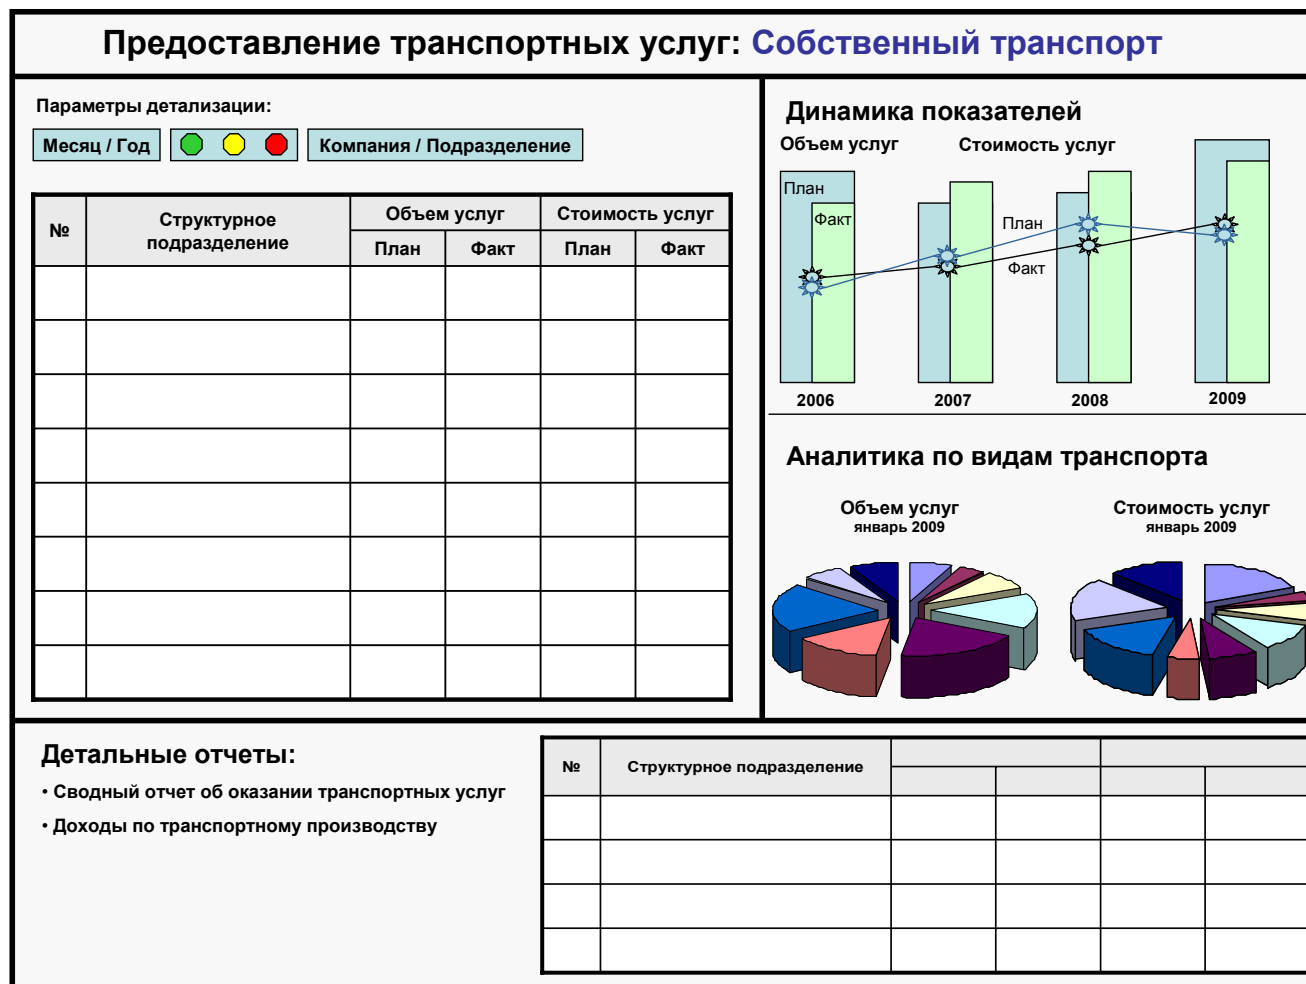 Предоставление транспортных услуг: Собственный транспорт
Параметры детализации:
Месяц / Год
Компания / Подразделение
№
Структурное
подразделение
Объем услуг
Стоимость услуг
План
Факт
План
Факт
Динамика показателей
Объем услуг
Стоимость услуг
План
Факт
План
Факт
2006
2007
2008
2009
Аналитика по видам транспорта
Объем услуг
январь 2009
Стоимость услуг
январь 2009
Детальные отчеты:
• Сводный отчет об оказании транспортных услуг
• Доходы по транспортному производству
№
Структурное подразделение